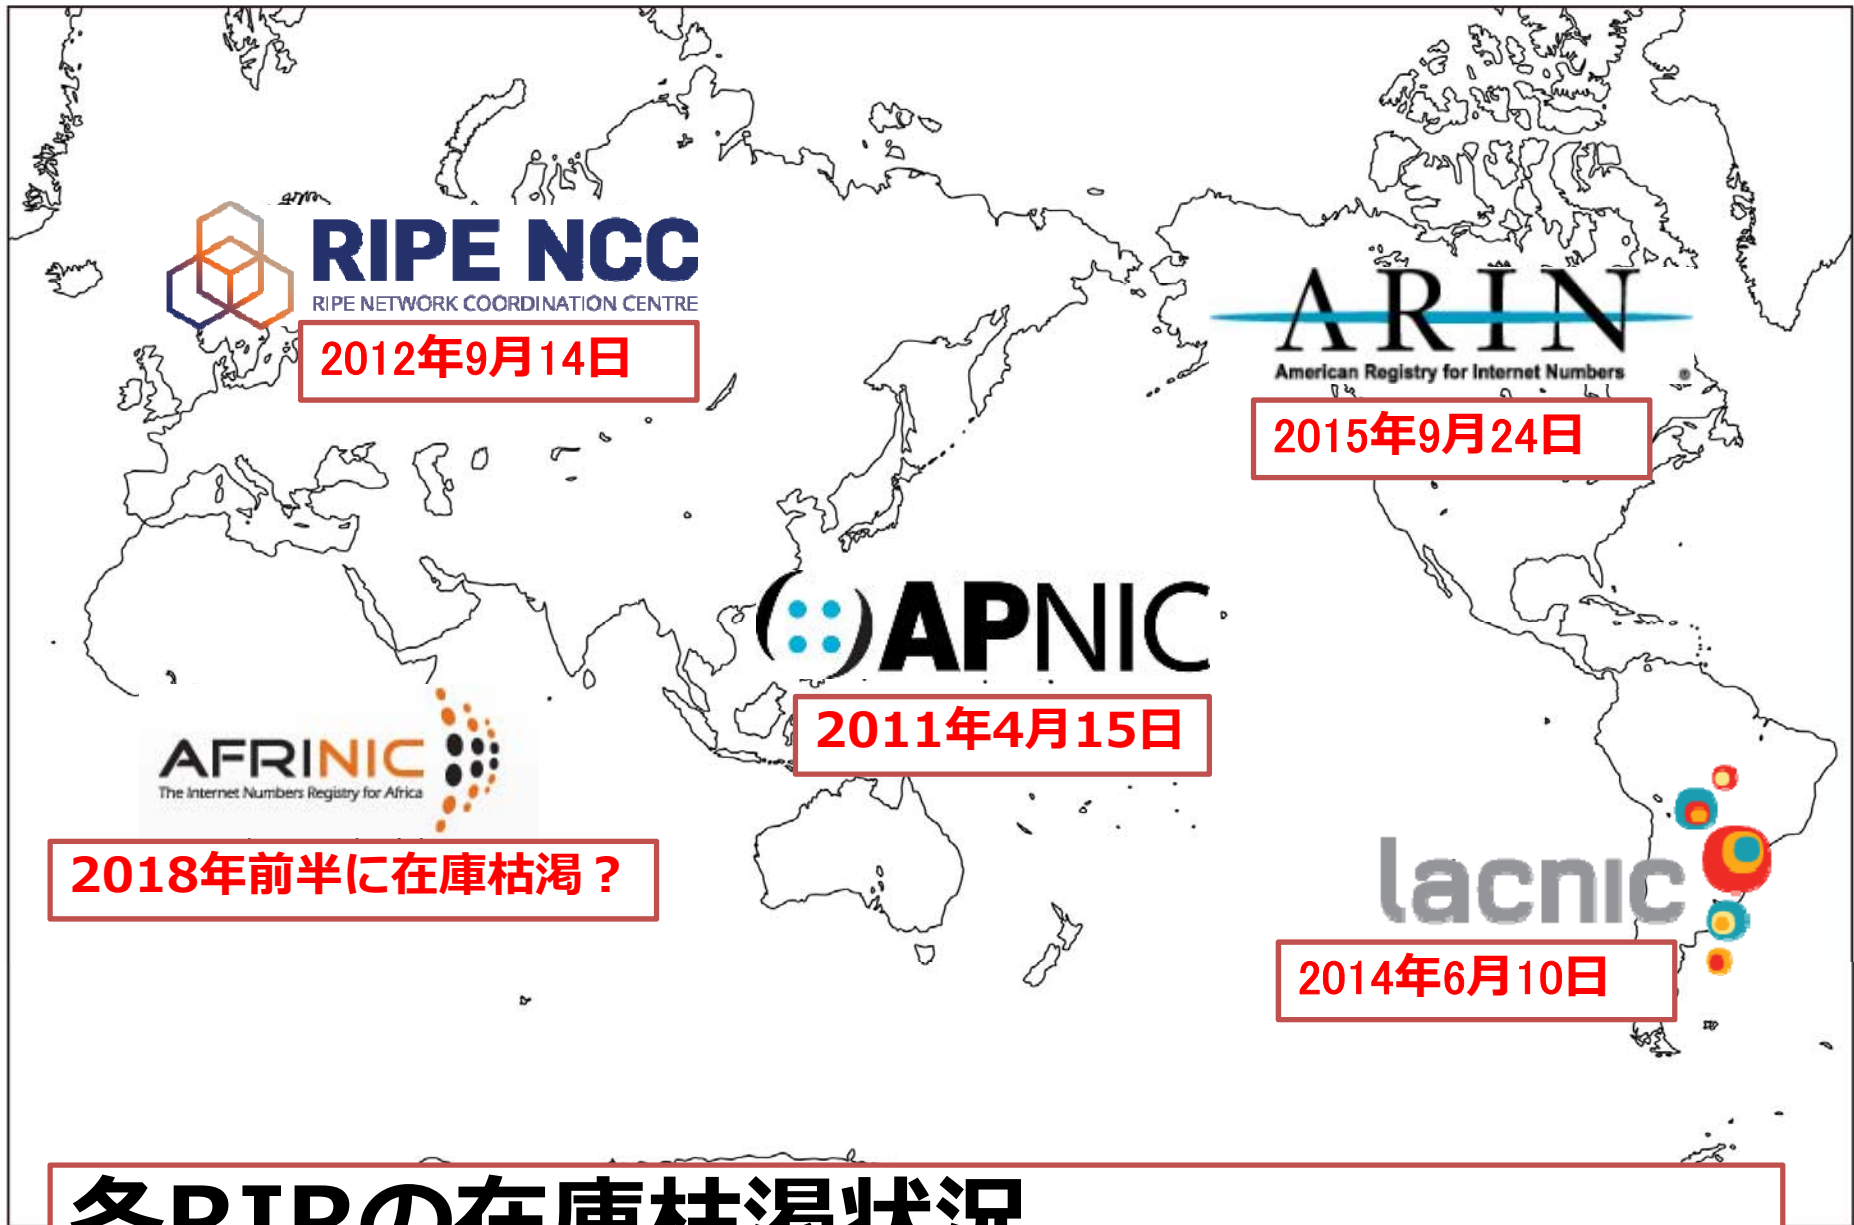 RIPE NCC
RIPE NETWORK COORDINATION CENTRE
2012年9月14日
ARIN
American Registry for Internet Numbers
2015年9月24日
APNIC
2011年4月15日
AFRINIC
The Internet Numbers Registry for Africa
2018年前半に在庫枯渇？
lacnic
2014年6月10日
各RIRの在庫枯渇状況